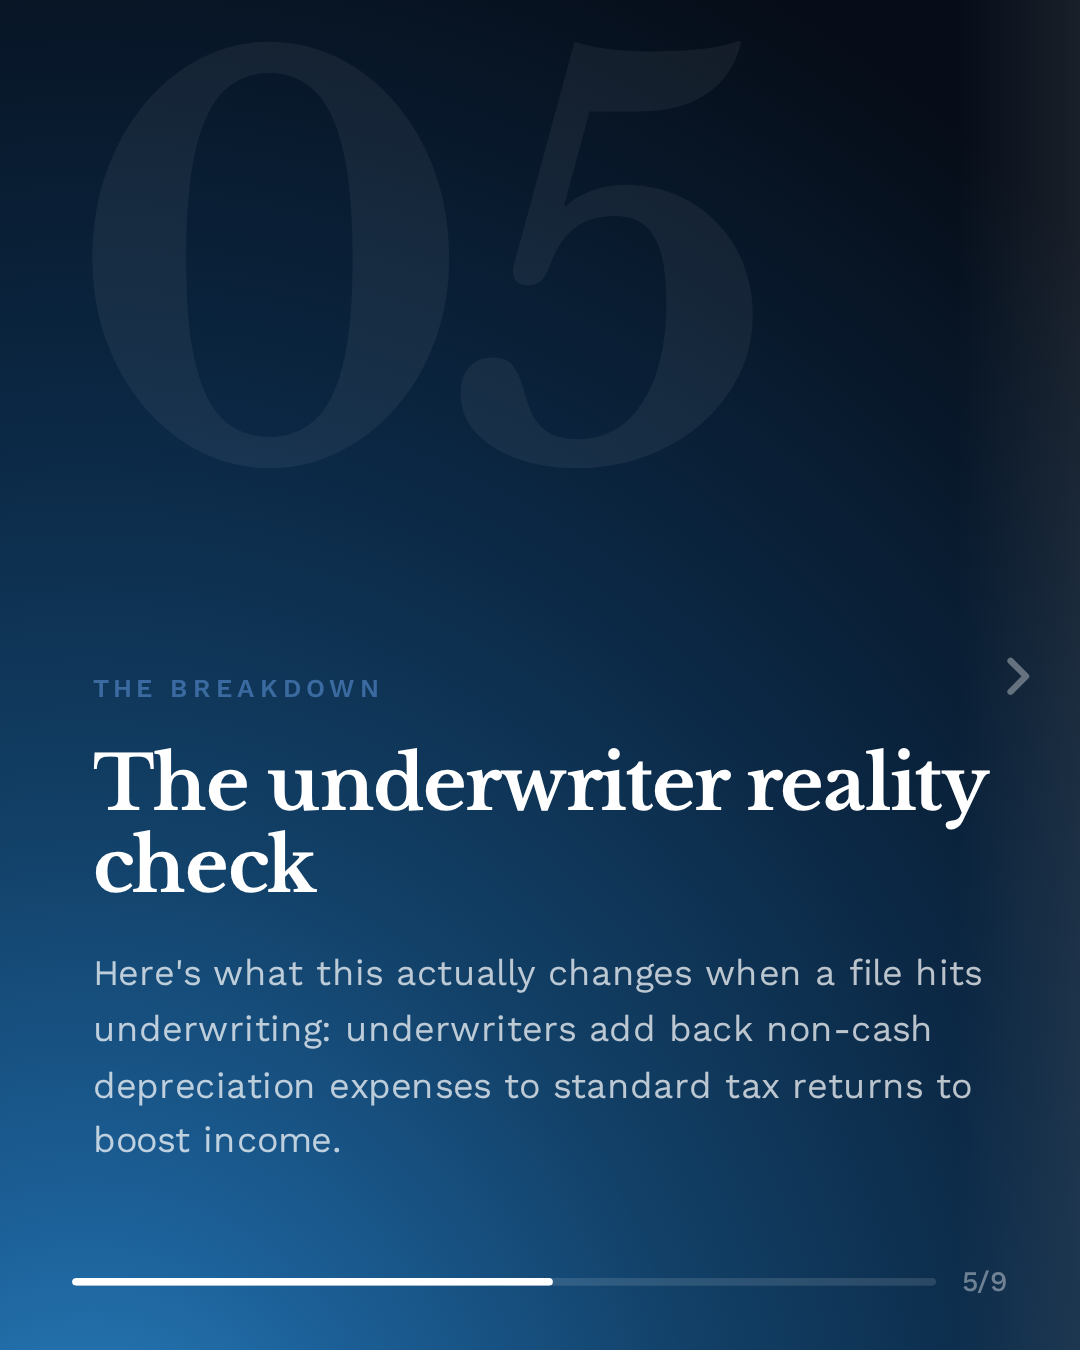 05
THE BREAKDOWN
The underwriter reality
check
Here's what this actually changes when a file hits
underwriting: underwriters add back non-cash
depreciation expenses to standard tax returns to
boost income.
5/9